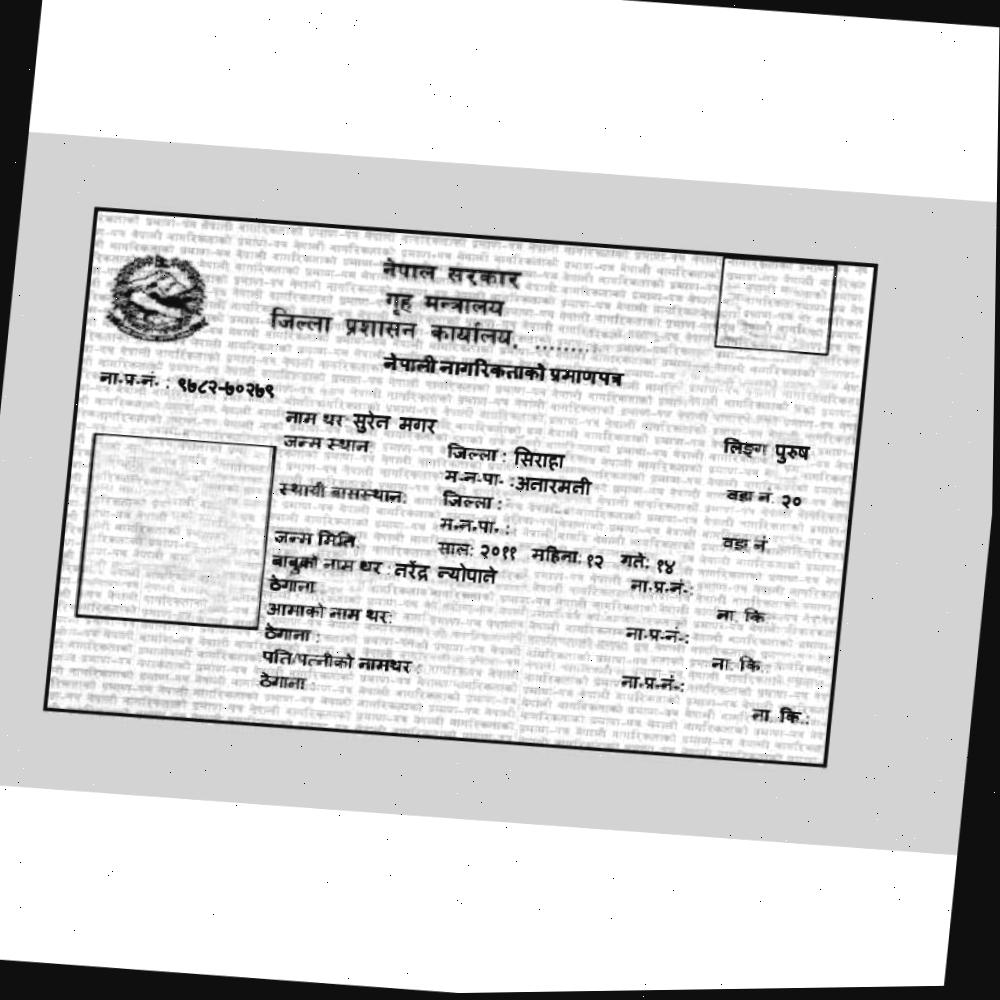 नेपाल सरकार
गृह मन्त्रालय
जिल्ला प्रशासन कार्यालय, .........
नेपाली नागरिकताको प्रमाणपत्र
ना.प्र.नं. : ९७८२-७०२७९
नाम थर: सुरेन मगर लिङ्ग: पुरुष
जन्म स्थान: जिल्ला : सिराहा
म.न.पा. : अनारमती वडा नं. २०
स्थायी बासस्थान: जिल्ला :
म.न.पा. : वडा नं.
जन्म मिति: साल: २०११ महिना: १२ गते: १४
बाबुको नाम थर : नरेंद्र न्योपाने ना.प्र.नं.:
ठेगाना : ना. कि.
आमाको नाम थर: ना.प्र.नं.:
ठेगाना : ना. कि.
पति/पत्नीको नामथर : ना.प्र.नं.:
ठेगाना : ना. कि.: